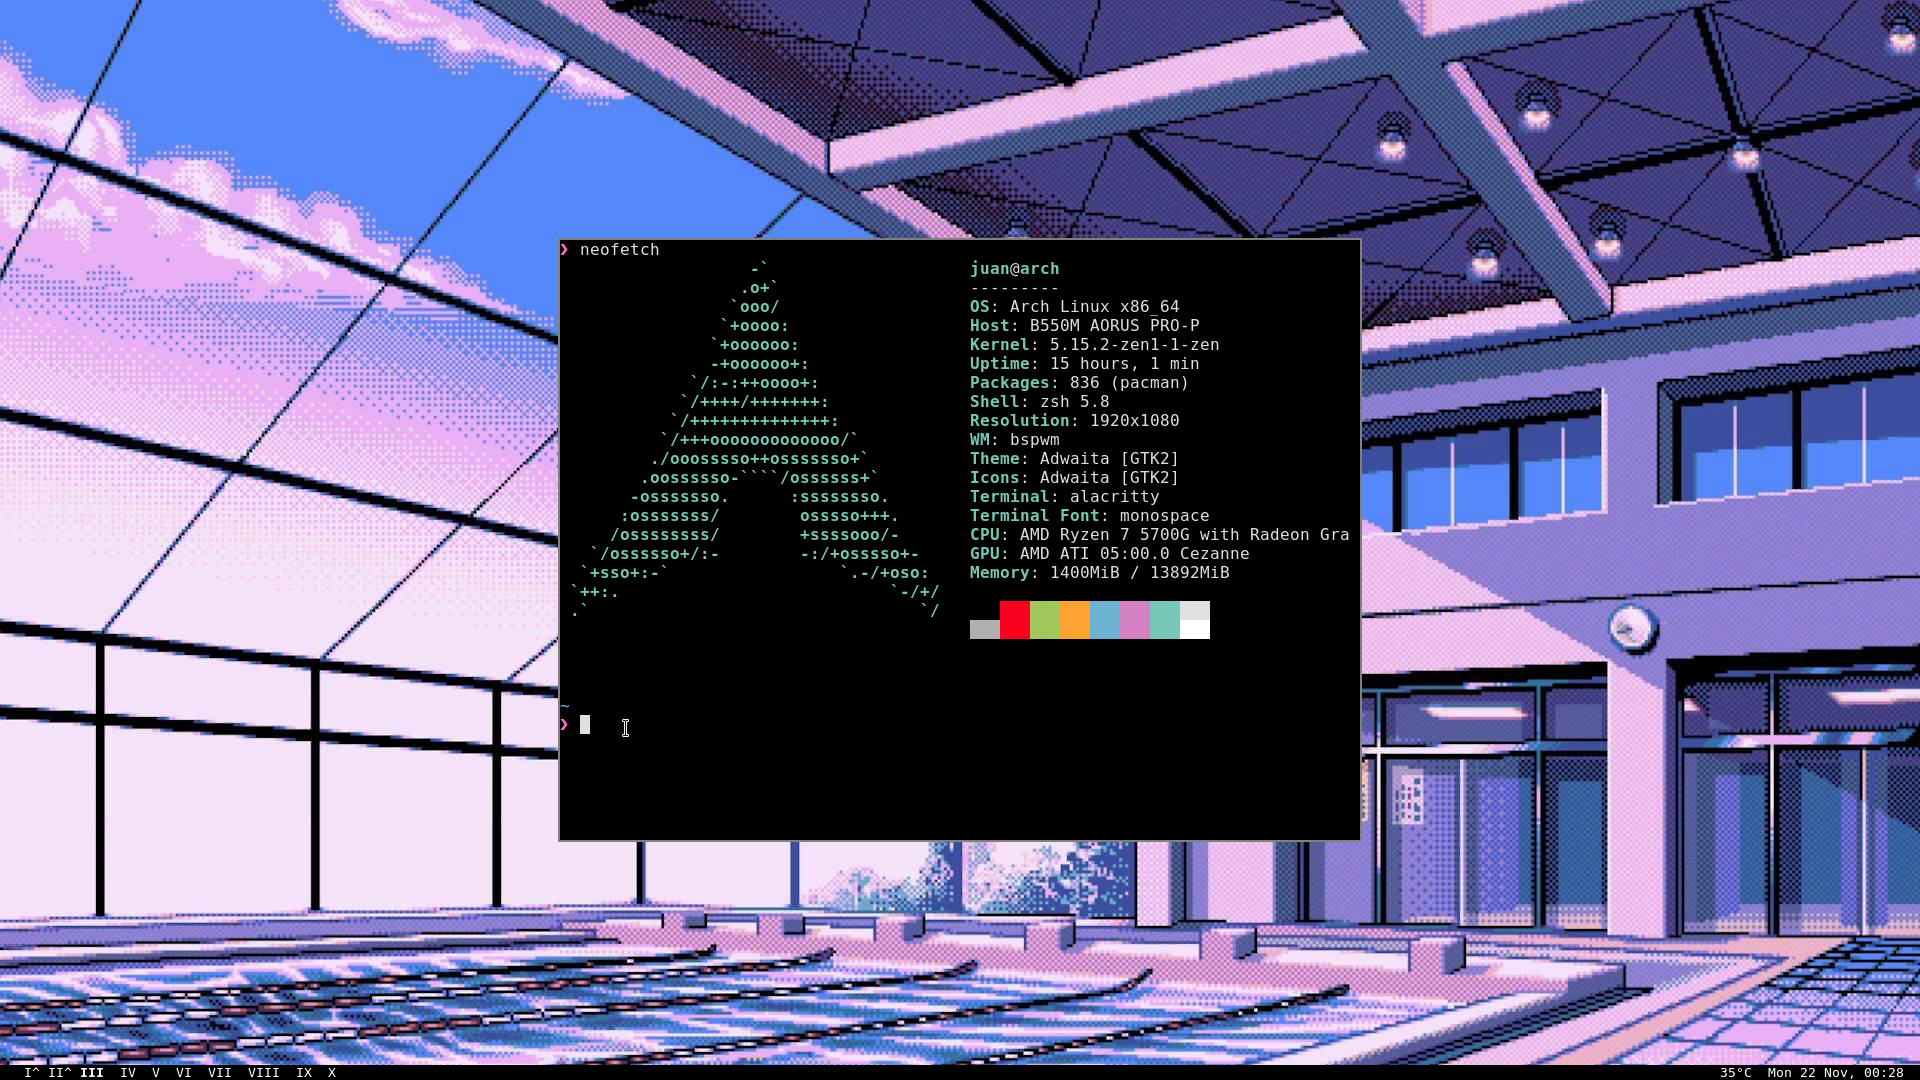 ❯ neofetch
-`
juan@arch
.o+`
---------
`ooo/
OS: Arch Linux x86_64
`+oooo:
Host: B550M AORUS PRO-P
`+oooooo:
Kernel: 5.15.2-zen1-1-zen
-+oooooo+:
Uptime: 15 hours, 1 min
`/:-:++oooo+:
Packages: 836 (pacman)
`/++++/+++++++:
Shell: zsh 5.8
`/++++++++++++++:
Resolution: 1920x1080
`/+++ooooooooooooo/`
WM: bspwm
./ooosssso++osssssso+`
Theme: Adwaita [GTK2]
.oossssso-````/ossssss+`
Icons: Adwaita [GTK2]
-osssssso.      :ssssssso.
Terminal: alacritty
:osssssss/        osssso+++.
Terminal Font: monospace
/ossssssss/        +ssssooo/-
CPU: AMD Ryzen 7 5700G with Radeon Gra
`/ossssso+/:-        -:/+osssso+-
GPU: AMD ATI 05:00.0 Cezanne
`+sso+:-`                 `.-/+oso:
Memory: 1400MiB / 13892MiB
`++:.                           `-/+/
.`                                 `/
~
❯
I^ II^ III IV V VI VII VIII IX X
35°C Mon 22 Nov, 00:28